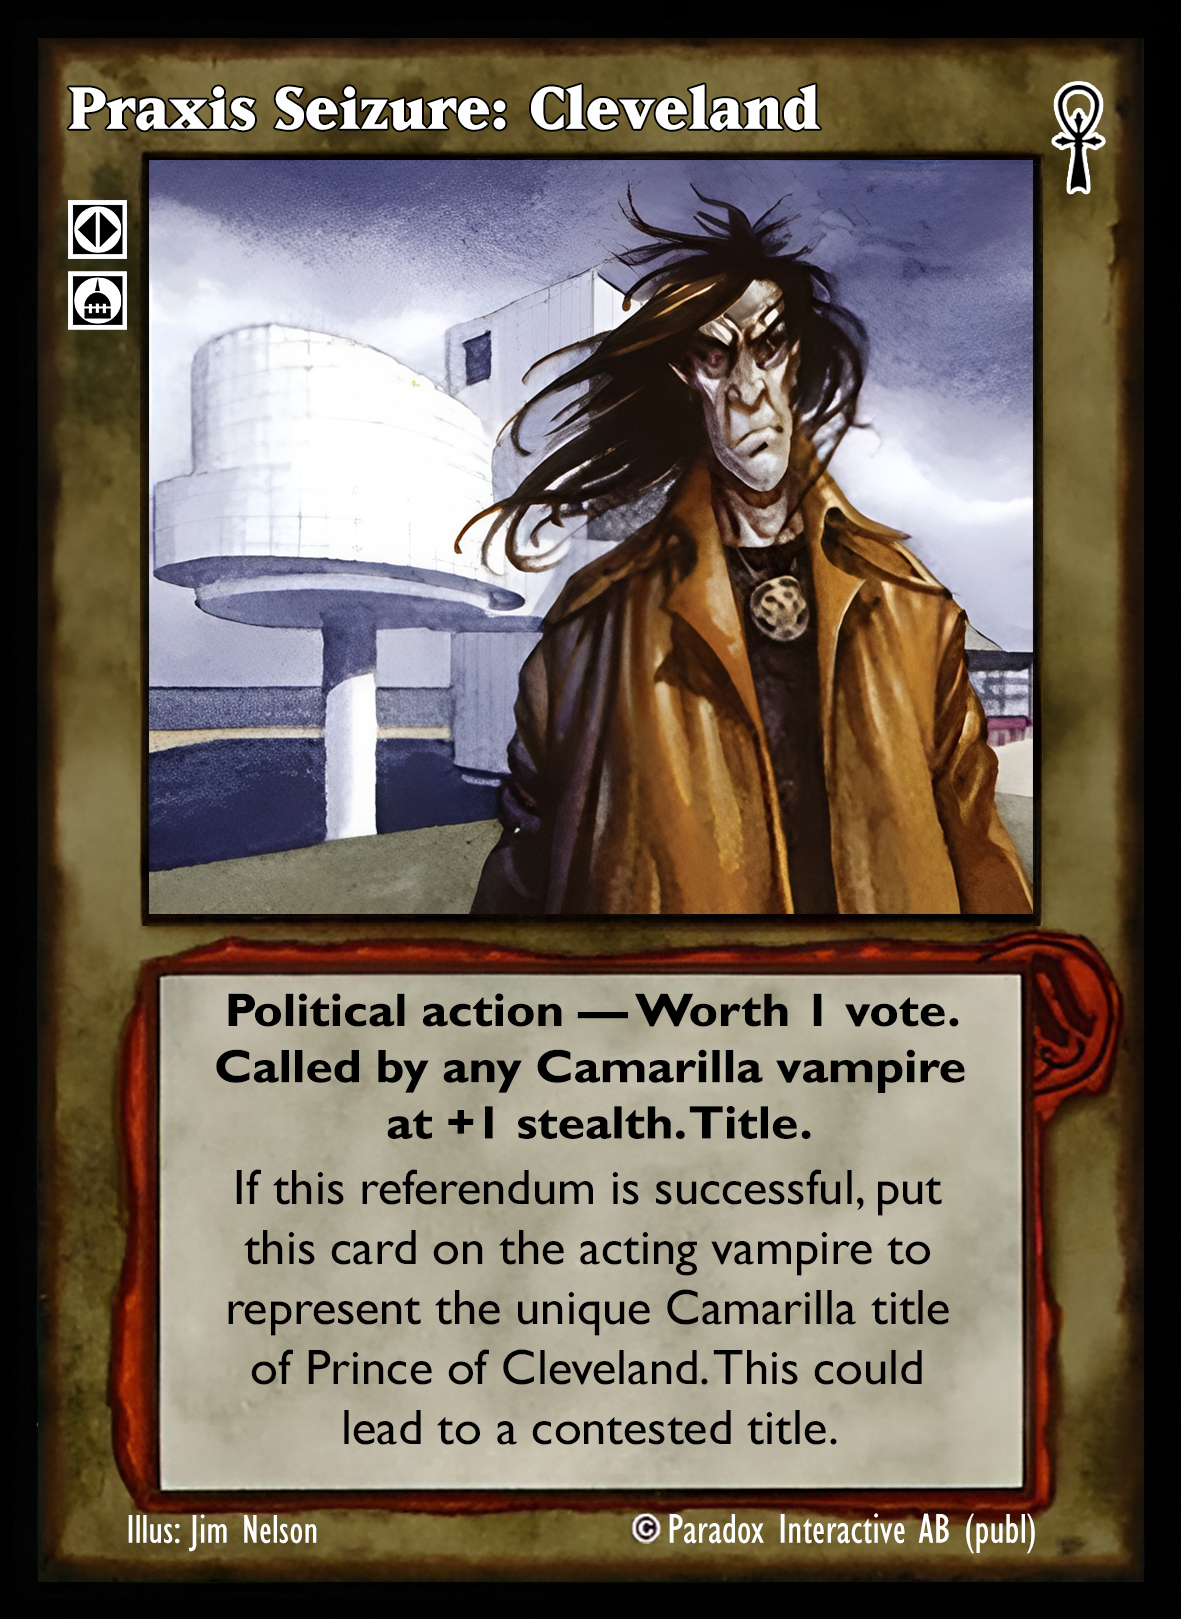 Praxis Seizure: Cleveland
Political action — Worth 1 vote.
Called by any Camarilla vampire
at +1 stealth. Title.
If this referendum is successful, put
this card on the acting vampire to
represent the unique Camarilla title
of Prince of Cleveland. This could
lead to a contested title.
Illus: Jim Nelson
© Paradox Interactive AB (publ)